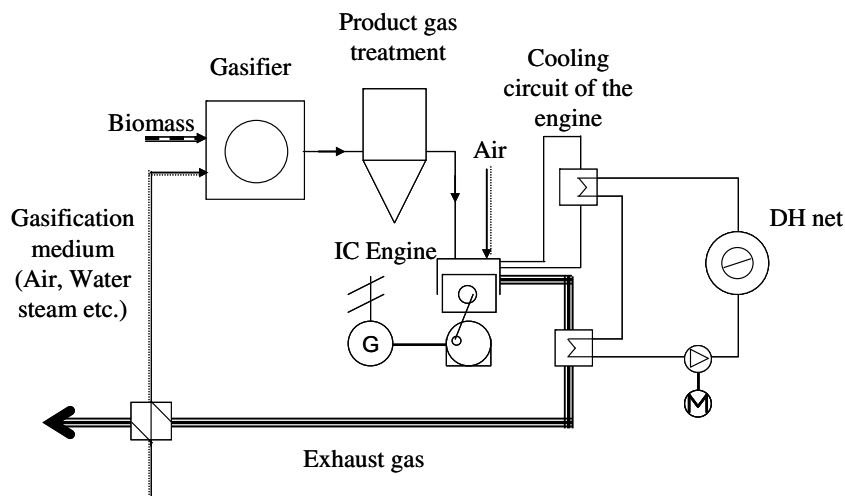 Product gas
treatment
Gasifier
Cooling
circuit of the
engine
Biomass
Air
Gasification
medium
(Air, Water
steam etc.)
DH net
IC Engine
G
M
Exhaust gas